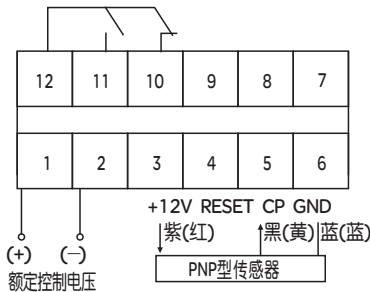 12 11 10 9 8 7
1 2 3 4 5 6
+12V RESET CP GND
紫(红) 黑(黄) 蓝(蓝)
(+) (−) PNP型传感器
额定控制电压